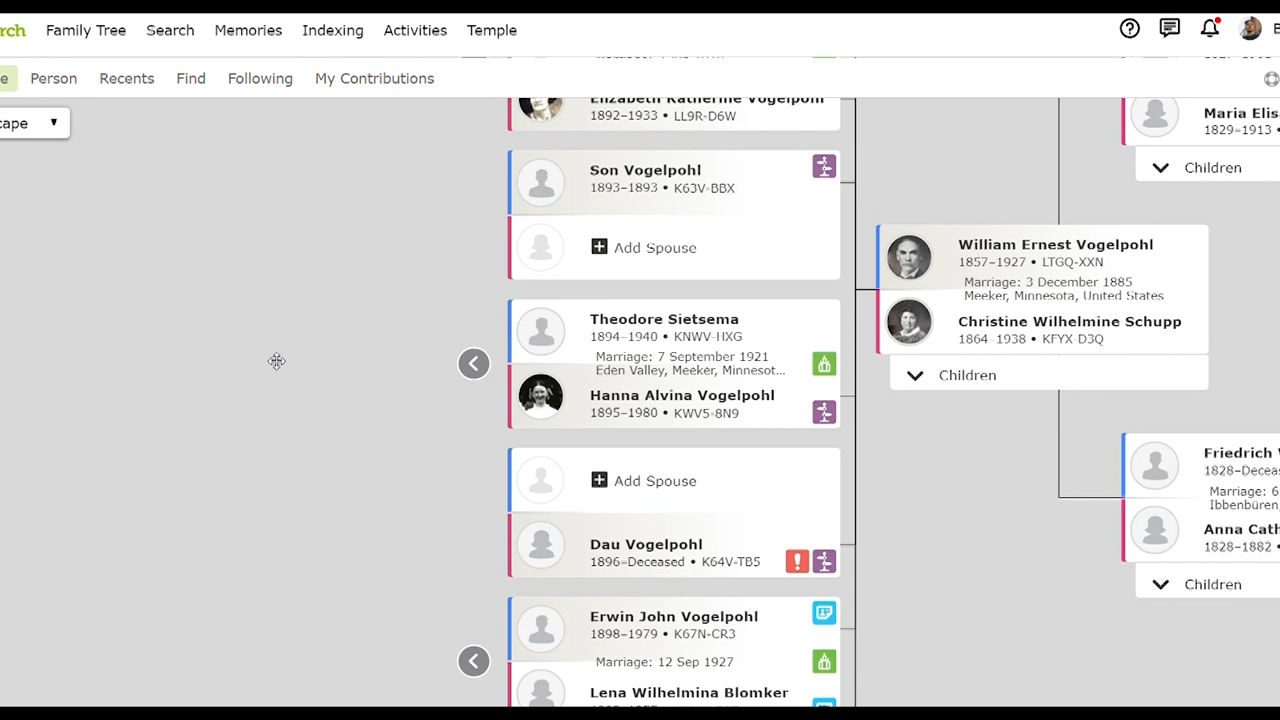 rch Family Tree Search Memories Indexing Activities Temple
e Person Recents Find Following My Contributions
cape
Elizabeth Katherine Vogelpohl
1892–1933 • LL9R-D6W
Son Vogelpohl
1893–1893 • K63V-BBX
Add Spouse
Theodore Sietsema
1894–1940 • KNWV-HXG
Marriage: 7 September 1921
Eden Valley, Meeker, Minnesot...
Hanna Alvina Vogelpohl
1895–1980 • KWV5-8N9
Add Spouse
Dau Vogelpohl
1896–Deceased • K64V-TB5
Erwin John Vogelpohl
1898–1979 • K67N-CR3
Marriage: 12 Sep 1927
Lena Wilhelmina Blomker
William Ernest Vogelpohl
1857–1927 • LTGQ-XXN
Marriage: 3 December 1885
Meeker, Minnesota, United States
Christine Wilhelmine Schupp
1864–1938 • KFYX-D3Q
Children
Maria Elis
1829–1913 •
Children
Friedrich
1828–Deceas
Marriage: 6
Ibbenbüren,
Anna Cath
1828–1882 •
Children